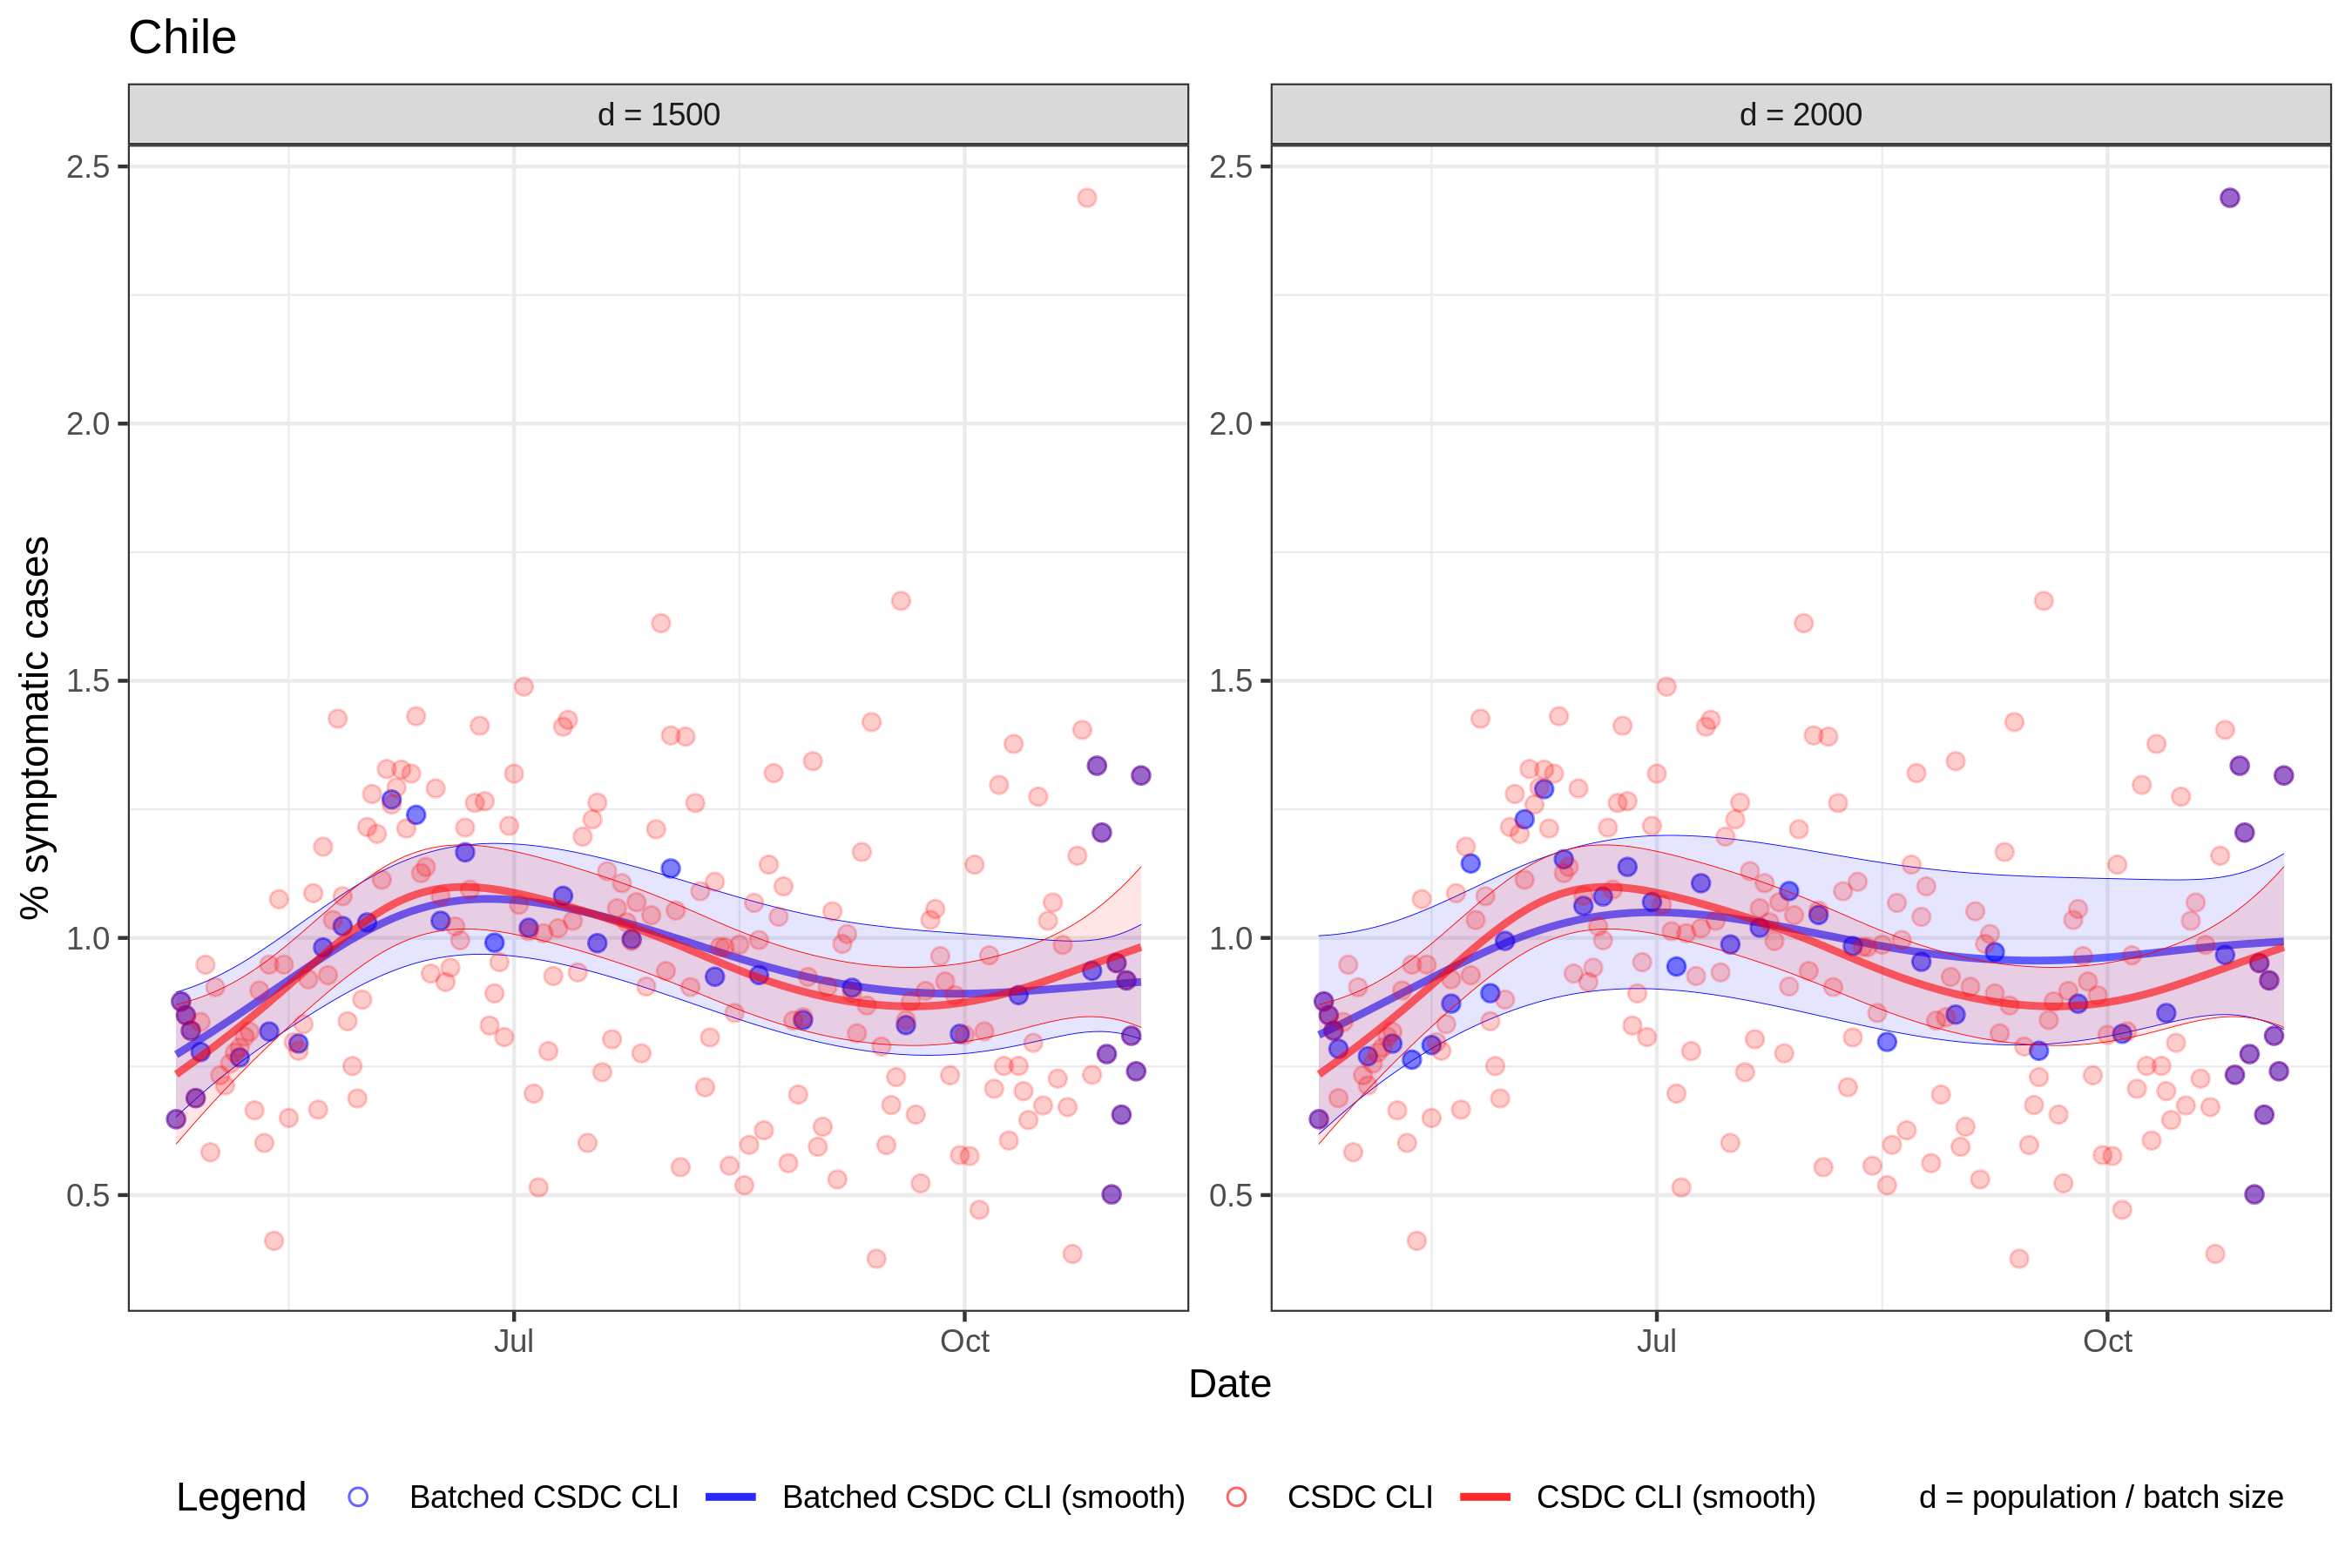 Chile
d = 1500
d = 2000
2.5
2.0
1.5
1.0
0.5
2.5
2.0
1.5
1.0
0.5
% symptomatic cases
Jul
Oct
Jul
Oct
Date
Legend
Batched CSDC CLI
Batched CSDC CLI (smooth)
CSDC CLI
CSDC CLI (smooth)
d = population / batch size